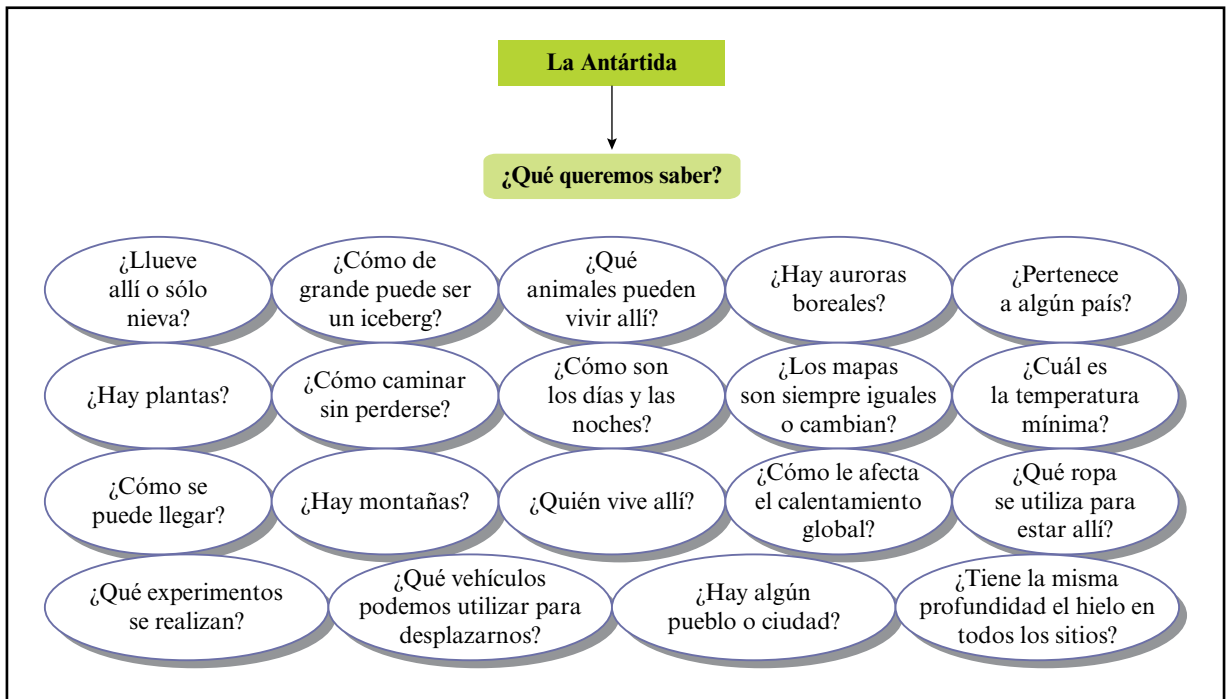 La Antártida
¿Qué queremos saber?
¿Llueve
allí o sólo
nieva?
¿Cómo de
grande puede ser
un iceberg?
¿Qué
animales pueden
vivir allí?
¿Hay auroras
boreales?
¿Pertenece
a algún país?
¿Hay plantas?
¿Cómo caminar
sin perderse?
¿Cómo son
los días y las
noches?
¿Los mapas
son siempre iguales
o cambian?
¿Cuál es
la temperatura
mínima?
¿Cómo se
puede llegar?
¿Hay montañas?
¿Quién vive allí?
¿Cómo le afecta
el calentamiento
global?
¿Qué ropa
se utiliza para
estar allí?
¿Qué experimentos
se realizan?
¿Qué vehículos
podemos utilizar para
desplazarnos?
¿Hay algún
pueblo o ciudad?
¿Tiene la misma
profundidad el hielo en
todos los sitios?